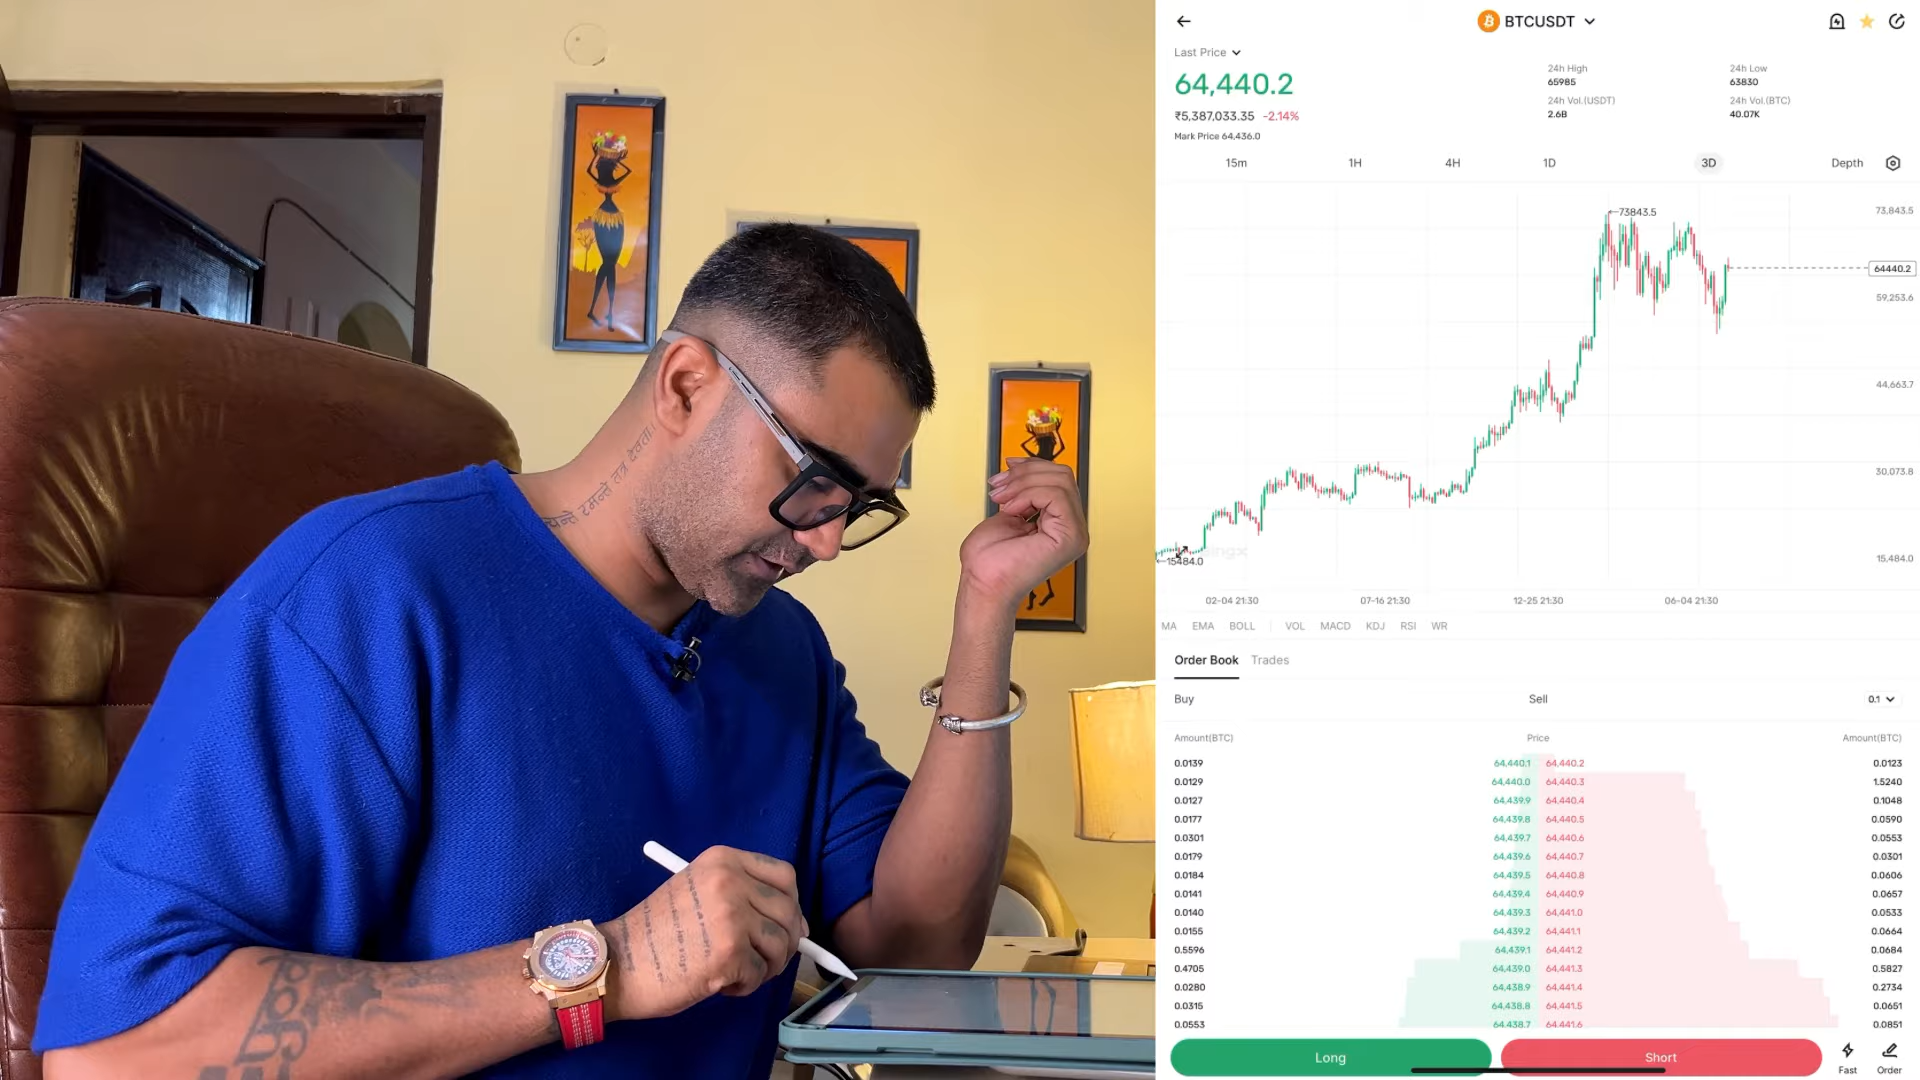 BTCUSDT
Last Price
64,440.2
₹5,387,033.35 -2.14%
Mark Price 64,436.0
24h High
65985
24h Low
63830
24h Vol.(USDT)
2.6B
24h Vol.(BTC)
40.07K
15m 1H 4H 1D 3D Depth
73843.5
73,843.5
64440.2
59,253.6
44,663.7
30,073.8
15,484.0
15484.0
02-04 21:30 07-16 21:30 12-25 21:30 06-04 21:30
MA EMA BOLL VOL MACD KDJ RSI WR
Order Book Trades
Buy Sell 0.1
Amount(BTC) Price Amount(BTC)
0.0139 64,440.1 64,440.2 0.0123
0.0129 64,440.0 64,440.3 1.5240
0.0127 64,439.9 64,440.4 0.1048
0.0177 64,439.8 64,440.5 0.0590
0.0301 64,439.7 64,440.6 0.0553
0.0179 64,439.6 64,440.7 0.0301
0.0184 64,439.5 64,440.8 0.0606
0.0141 64,439.4 64,440.9 0.0657
0.0140 64,439.3 64,441.0 0.0533
0.0155 64,439.2 64,441.1 0.0664
0.5596 64,439.1 64,441.2 0.0684
0.4705 64,439.0 64,441.3 0.5827
0.0280 64,438.9 64,441.4 0.2734
0.0315 64,438.8 64,441.5 0.0651
0.0553 64,438.7 64,441.6 0.0851
Long Short Fast Order
रमन्ते तत्र देवता